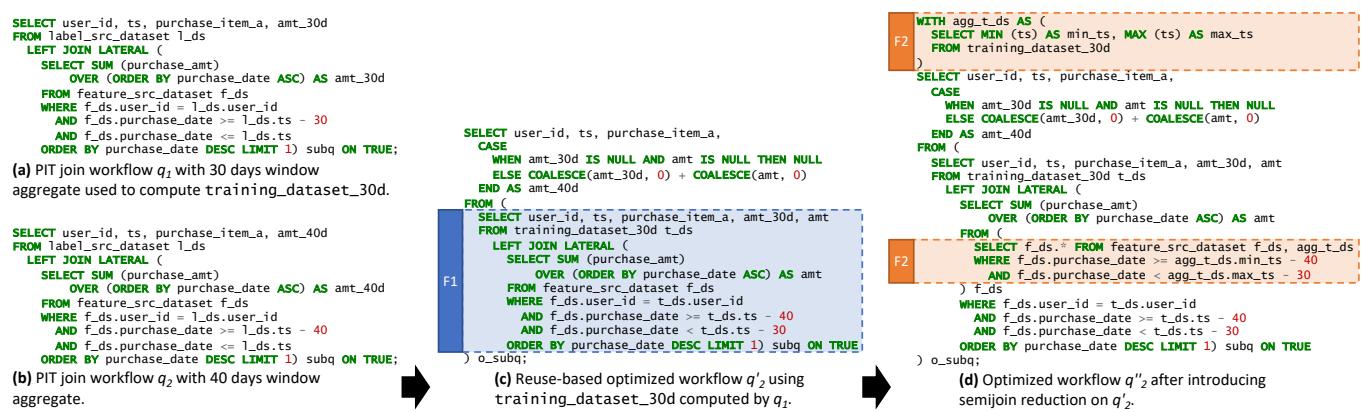 SELECT user_id, ts, purchase_item_a, amt_30d
FROM label_src_dataset l_ds
LEFT JOIN LATERAL (
SELECT SUM (purchase_amt)
OVER (ORDER BY purchase_date ASC) AS amt_30d
FROM feature_src_dataset f_ds
WHERE f_ds.user_id = l_ds.user_id
AND f_ds.purchase_date >= l_ds.ts - 30
AND f_ds.purchase_date <= l_ds.ts
ORDER BY purchase_date DESC LIMIT 1) subq ON TRUE;
(a) PIT join workflow q1 with 30 days window
aggregate used to compute training_dataset_30d.
SELECT user_id, ts, purchase_item_a, amt_40d
FROM label_src_dataset l_ds
LEFT JOIN LATERAL (
SELECT SUM (purchase_amt)
OVER (ORDER BY purchase_date ASC) AS amt_40d
FROM feature_src_dataset f_ds
WHERE f_ds.user_id = l_ds.user_id
AND f_ds.purchase_date >= l_ds.ts - 40
AND f_ds.purchase_date <= l_ds.ts
ORDER BY purchase_date DESC LIMIT 1) subq ON TRUE;
(b) PIT join workflow q2 with 40 days window
aggregate.
SELECT user_id, ts, purchase_item_a,
CASE
WHEN amt_30d IS NULL AND amt IS NULL THEN NULL
ELSE COALESCE(amt_30d, 0) + COALESCE(amt, 0)
END AS amt_40d
FROM (
F1
SELECT user_id, ts, purchase_item_a, amt_30d, amt
FROM training_dataset_30d t_ds
LEFT JOIN LATERAL (
SELECT SUM (purchase_amt)
OVER (ORDER BY purchase_date ASC) AS amt
FROM feature_src_dataset f_ds
WHERE f_ds.user_id = t_ds.user_id
AND f_ds.purchase_date >= t_ds.ts - 40
AND f_ds.purchase_date < t_ds.ts - 30
ORDER BY purchase_date DESC LIMIT 1) subq ON TRUE
) o_subq;
(c) Reuse-based optimized workflow q'2 using
training_dataset_30d computed by q1.
F2
WITH agg_t_ds AS (
SELECT MIN (ts) AS min_ts, MAX (ts) AS max_ts
FROM training_dataset_30d
)
SELECT user_id, ts, purchase_item_a,
CASE
WHEN amt_30d IS NULL AND amt IS NULL THEN NULL
ELSE COALESCE(amt_30d, 0) + COALESCE(amt, 0)
END AS amt_40d
FROM (
SELECT user_id, ts, purchase_item_a, amt_30d, amt
FROM training_dataset_30d t_ds
LEFT JOIN LATERAL (
SELECT SUM (purchase_amt)
OVER (ORDER BY purchase_date ASC) AS amt
FROM (
F2
SELECT f_ds.* FROM feature_src_dataset f_ds, agg_t_ds
WHERE f_ds.purchase_date >= agg_t_ds.min_ts - 40
AND f_ds.purchase_date < agg_t_ds.max_ts - 30
) f_ds
WHERE f_ds.user_id = t_ds.user_id
AND f_ds.purchase_date >= t_ds.ts - 40
AND f_ds.purchase_date < t_ds.ts - 30
ORDER BY purchase_date DESC LIMIT 1) subq ON TRUE
) o_subq;
(d) Optimized workflow q''2 after introducing
semijoin reduction on q'2.